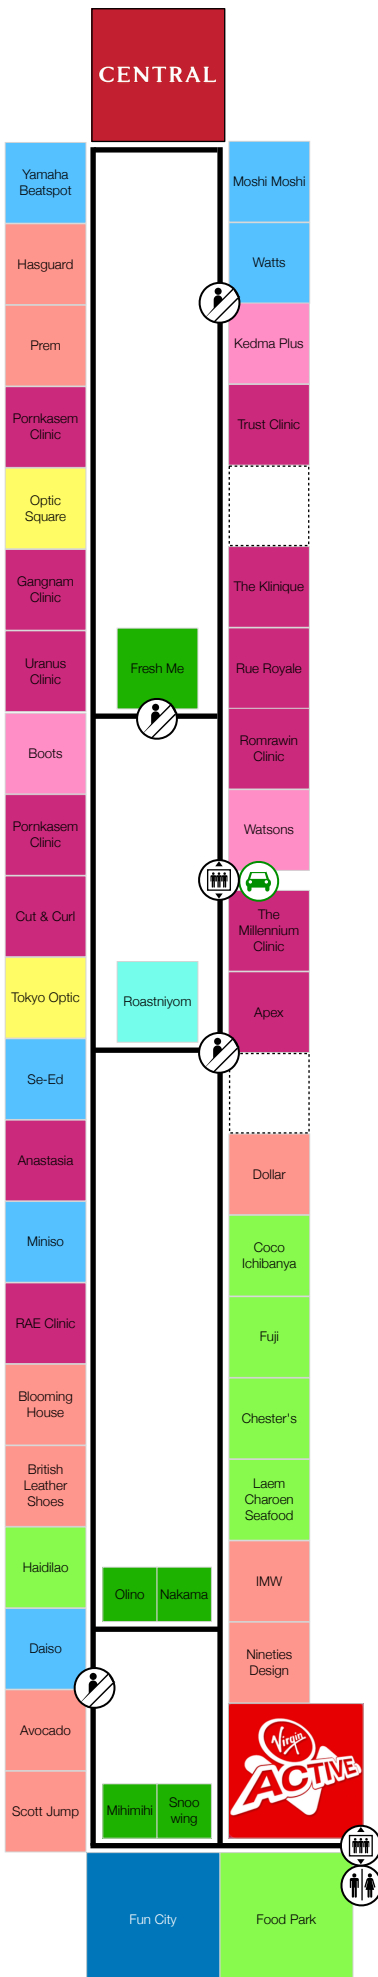 CENTRAL
Yamaha
Beatspot
Hasguard
Prem
Pornkasem
Clinic
Optic
Square
Gangnam
Clinic
Uranus
Clinic
Boots
Pornkasem
Clinic
Cut & Curl
Tokyo Optic
Se-Ed
Anastasia
Miniso
RAE Clinic
Blooming
House
British
Leather
Shoes
Haidilao
Daiso
Avocado
Scott Jump
Fresh Me
Roastniyom
Olino
Nakama
Mihimihi
Snoo
wing
Moshi Moshi
Watts
Kedma Plus
Trust Clinic
The Klinique
Rue Royale
Romrawin
Clinic
Watsons
The
Millennium
Clinic
Apex
Dollar
Coco
Ichibanya
Fuji
Chester's
Laem
Charoen
Seafood
IMW
Nineties
Design
Virgin
ACTIVE
Fun City
Food Park